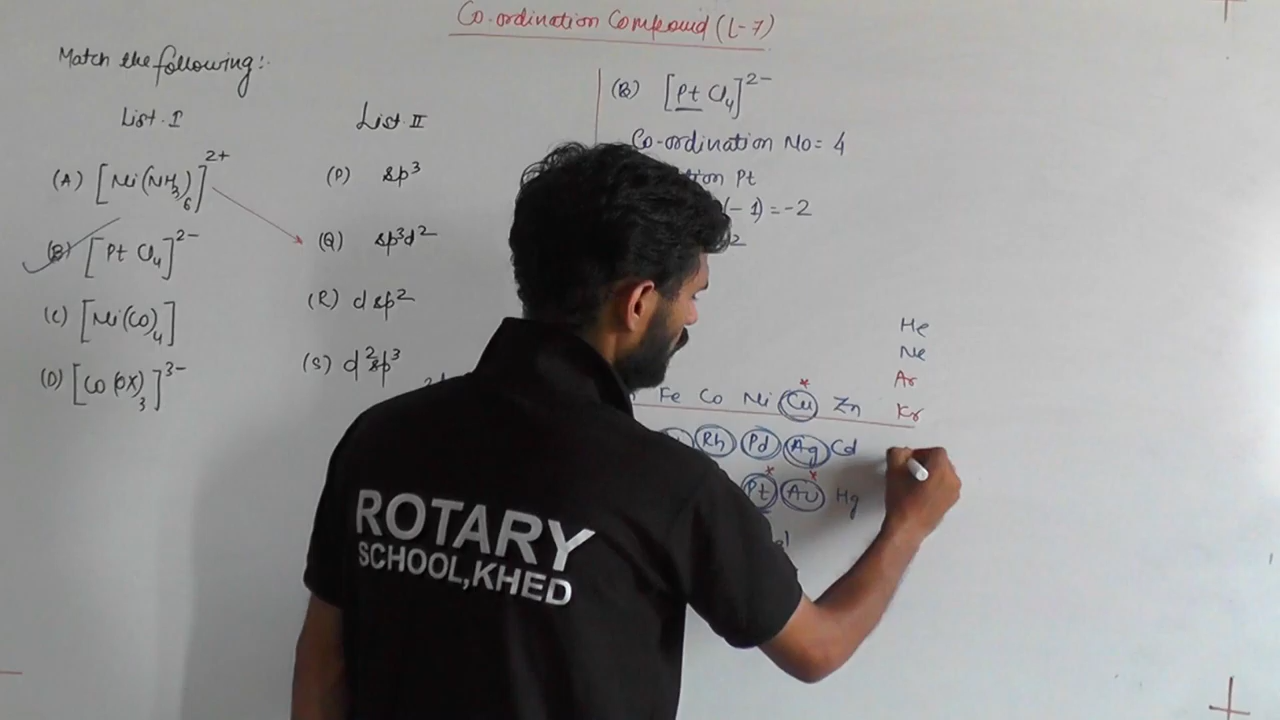 Co-ordination Compound (L-7)
Match the following:-
List-I
List II
(A) [Ni(NH3)6]2+
(P) sp3
(B) [Pt Cl4]2-
(Q) sp3d2
(C) [Ni(CO)4]
(R) dsp2
(D) [Co(OX)3]3-
(S) d2sp3
(B) [Pt Cl4]2-
Co-ordination No = 4
Pt
(-1) = -2
2
He
Ne
Ar
Kr
Fe Co Ni Cu* Zn
Rh Pd Ag Cd
Pt* Au* Hg
ROTARY
SCHOOL,KHED